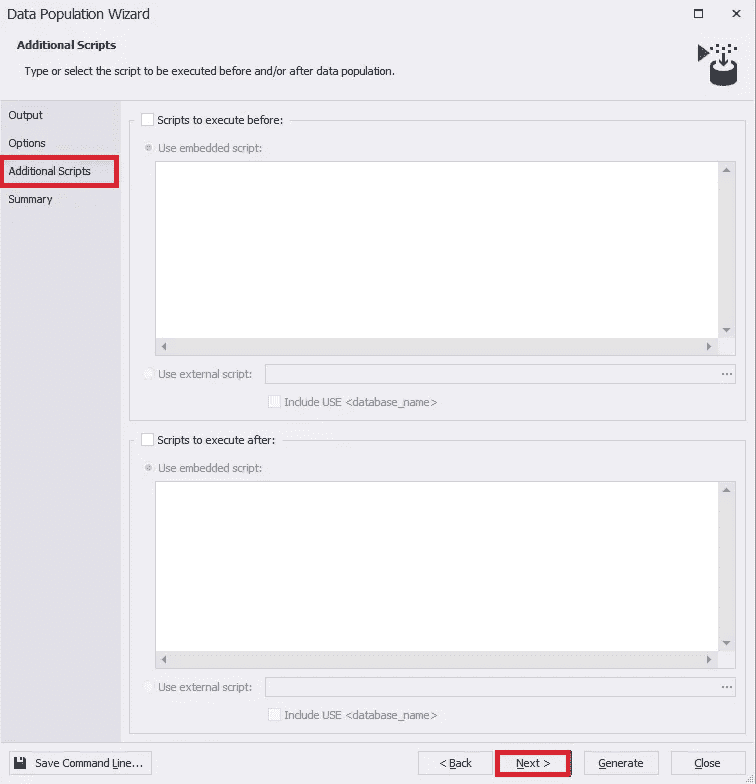 Data Population Wizard
Additional Scripts
Type or select the script to be executed before and/or after data population.
Output
Options
Additional Scripts
Summary
Scripts to execute before:
Use embedded script:
Use external script:
...
Include USE <database_name>
Scripts to execute after:
Use embedded script:
Use external script:
...
Include USE <database_name>
Save Command Line...
< Back
Next >
Generate
Close